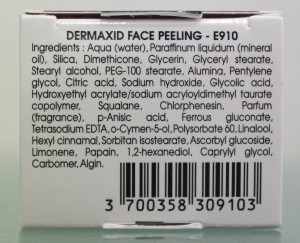 DERMAXID FACE PEELING - E910
Ingredients : Aqua (water), Paraffinum liquidum (mineral
oil), Silica, Dimethicone, Glycerin, Glyceryl stearate,
Stearyl alcohol, PEG-100 stearate, Alumina, Pentylene
glycol, Citric acid, Sodium hydroxide, Glycolic acid,
Hydroxyethyl acrylate/sodium acryloyldimethyl taurate
copolymer, Squalane, Chlorphenesin, Parfum
(fragrance), p-Anisic acid, Ferrous gluconate,
Tetrasodium EDTA, o-Cymen-5-ol, Polysorbate 60, Linalool,
Hexyl cinnamal, Sorbitan isostearate, Ascorbyl glucoside,
Limonene, Papain, 1,2-hexanediol, Caprylyl glycol,
Carbomer, Algin.
3 700358 309103